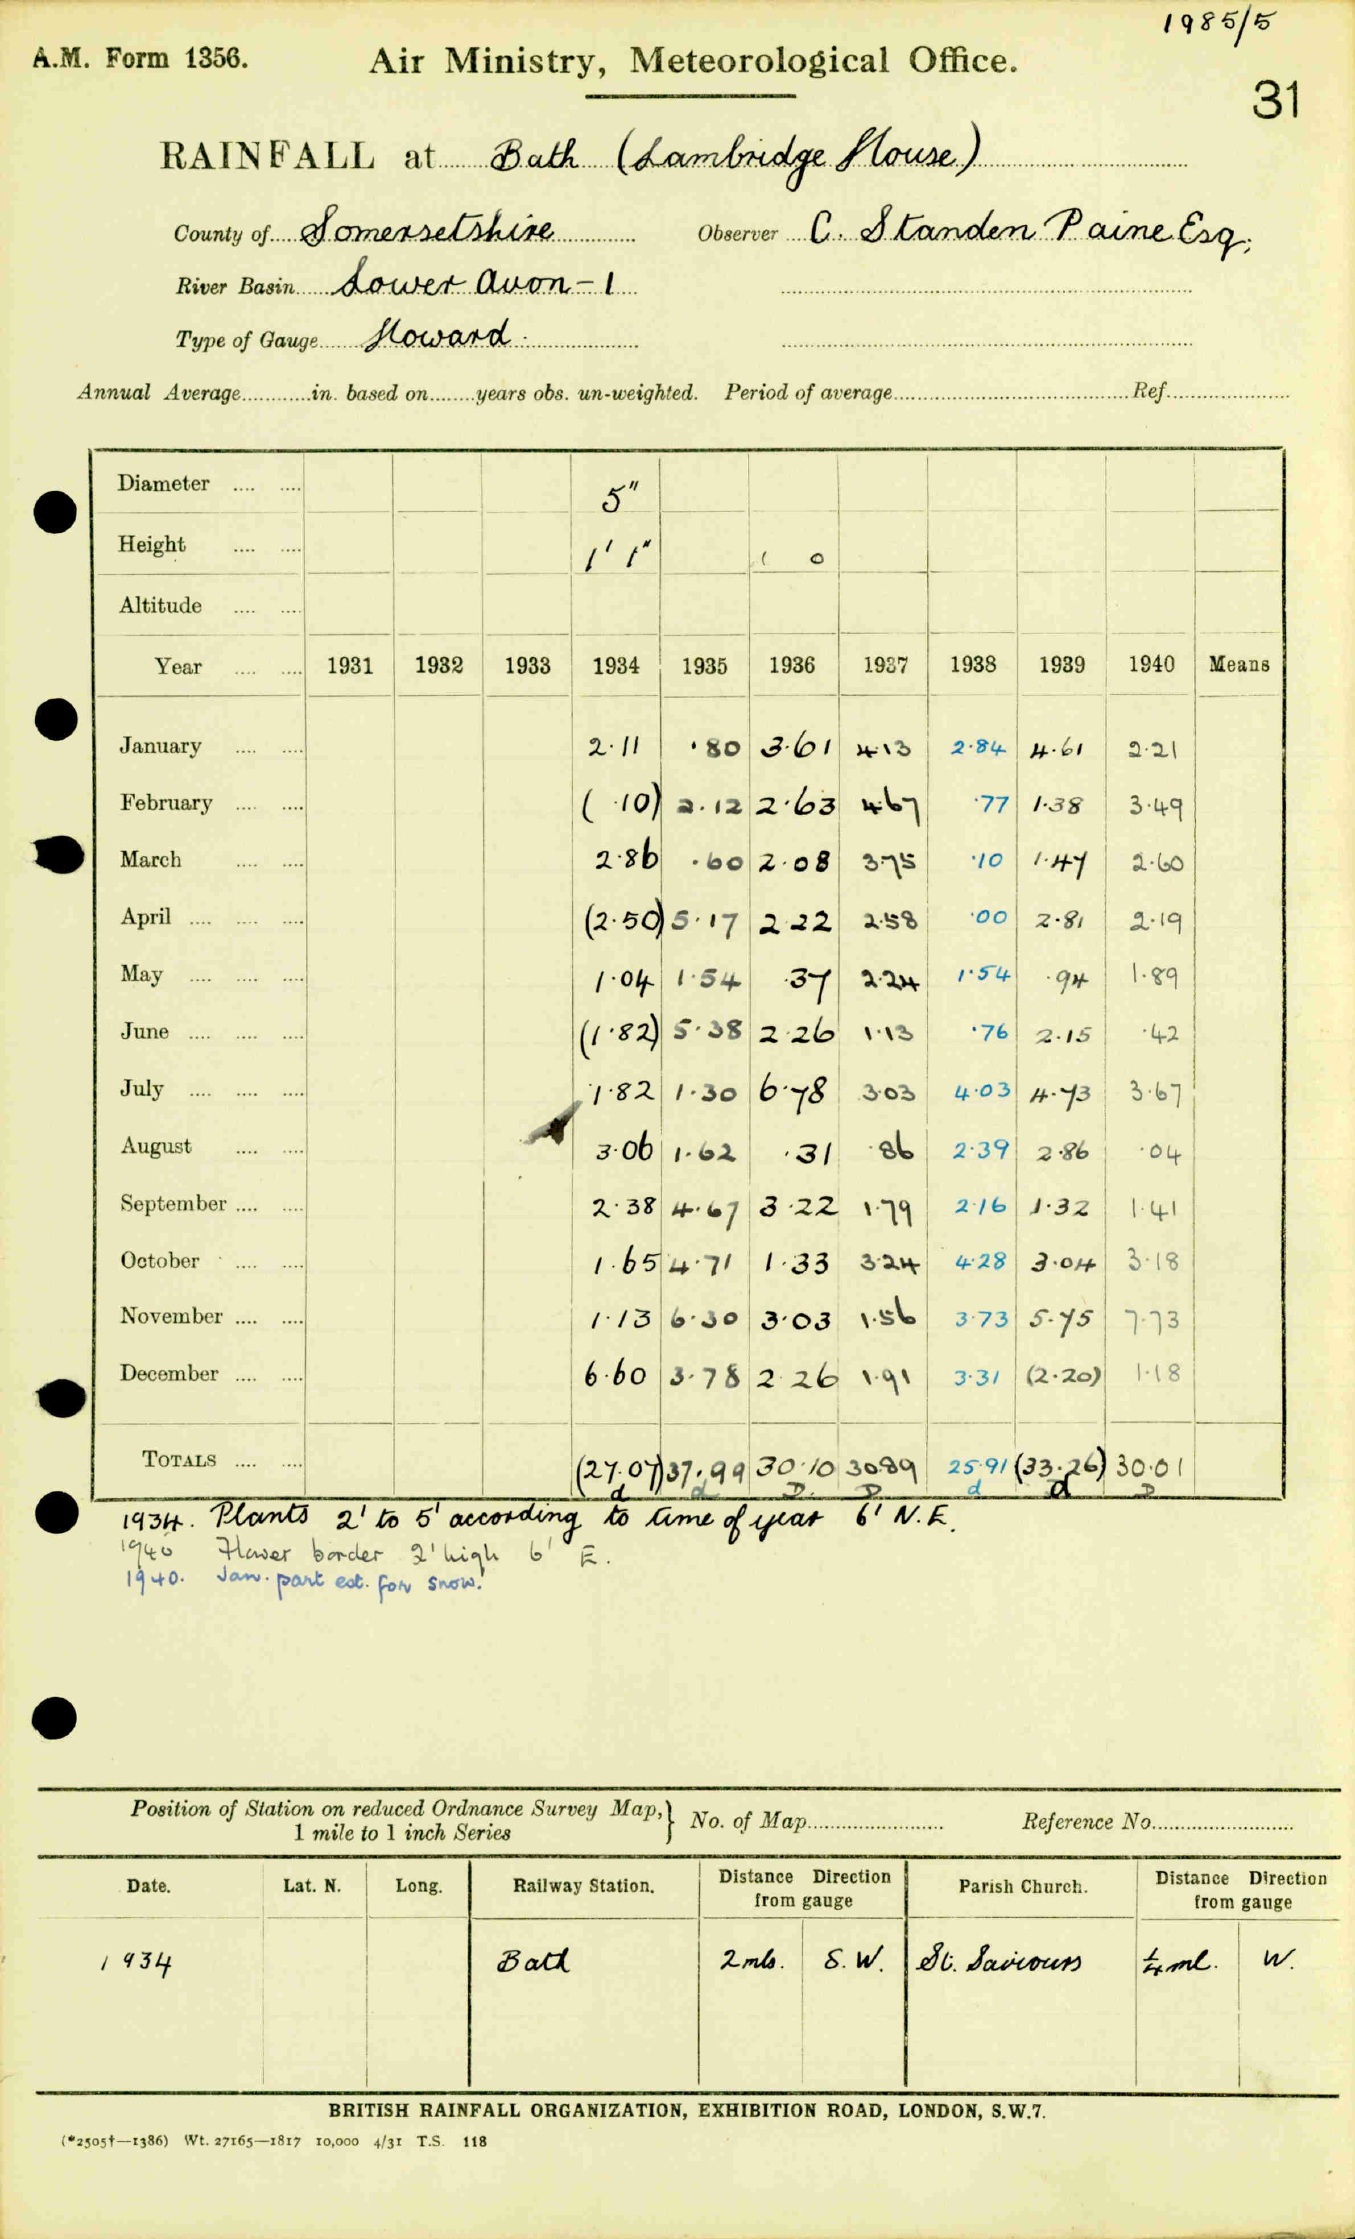 1985/5
A.M. Form 1356. Air Ministry, Meteorological Office.
31
RAINFALL at Bath (Lambridge House)
County of Somersetshire Observer C. Standen Paine Esq.
River Basin Lower Avon - 1
Type of Gauge Howard
Annual Average............in. based on........years obs. un-weighted. Period of average............Ref............
Diameter .... .... 5"
Height .... .... 1' 1" 1 0
Altitude .... ....
Year .... .... 1931 1932 1933 1934 1935 1936 1937 1938 1939 1940 Means
January .... .... 2·11 ·80 3·61 4·13 2·84 4·61 2·21
February .... .... ( ·10) 2·12 2·63 4·67 ·77 1·38 3·49
March .... .... 2·86 ·60 2·08 3·75 ·10 1·47 2·60
April .... .... .... (2·50) 5·17 2·22 2·58 ·00 2·81 2·19
May .... .... .... 1·04 1·54 ·37 2·24 1·54 ·94 1·89
June .... .... .... (1·82) 5·38 2·26 1·13 ·76 2·15 ·42
July .... .... .... 1·82 1·30 6·78 3·03 4·03 4·73 3·67
August .... .... 3·06 1·62 ·31 ·86 2·39 2·86 ·04
September .... .... 2·38 4·67 3·22 1·79 2·16 1·32 1·41
October .... .... 1·65 4·71 1·33 3·24 4·28 3·04 3·18
November .... .... 1·13 6·30 3·03 1·56 3·73 5·75 7·73
December .... .... 6·60 3·78 2·26 1·91 3·31 (2·20) 1·18
TOTALS .... .... (27·07) 37·99 30·10 30·89 25·91 (33·26) 30·01
d d D. D d d D
1934. Plants 2' to 5' according to time of year 6' N.E.
1940 Flower border 2' high 6' E.
1940. Jan. part est. for snow.
Position of Station on reduced Ordnance Survey Map, } No. of Map............ Reference No............
1 mile to 1 inch Series
Date. Lat. N. Long. Railway Station. Distance Direction from gauge Parish Church. Distance Direction from gauge
1934 Bath 2 mls. S.W. St. Saviours ¼ ml. W.
BRITISH RAINFALL ORGANIZATION, EXHIBITION ROAD, LONDON, S.W.7.
(*2505†—1386) Wt. 27165—1817 10,000 4/31 T.S. 118